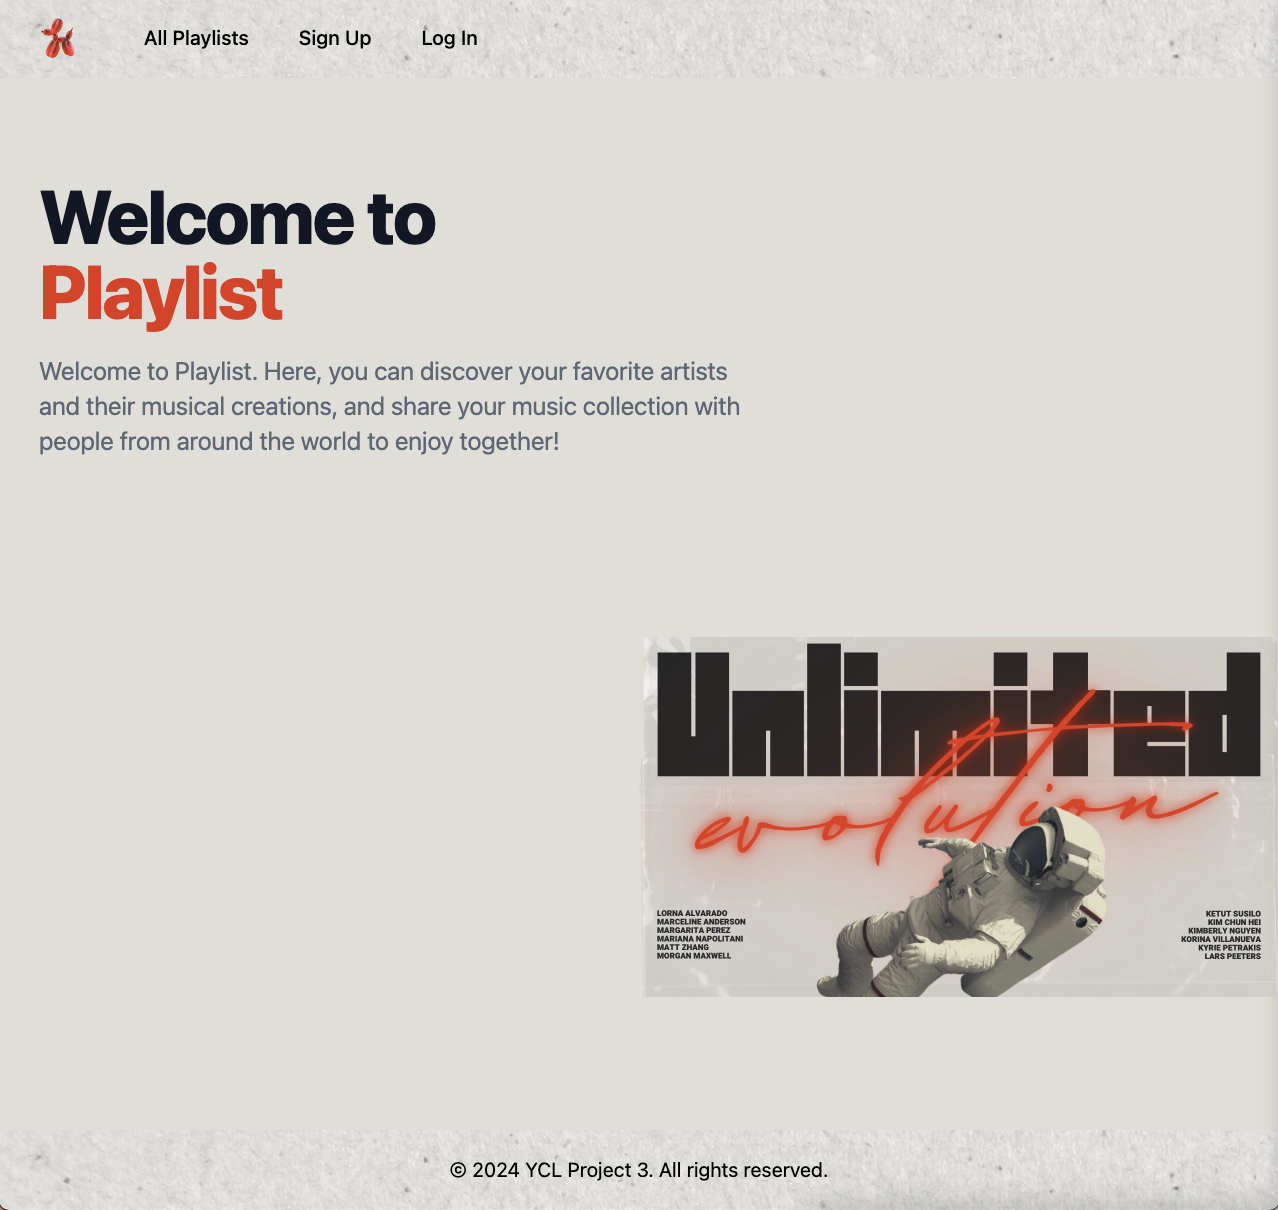 All Playlists
Sign Up
Log In
Welcome to
Playlist
Welcome to Playlist. Here, you can discover your favorite artists
and their musical creations, and share your music collection with
people from around the world to enjoy together!
Unlimited
evolution
LORNA ALVARADO
MARCELINE ANDERSON
MARGARITA PEREZ
MARIANA NAPOLITANI
MATT ZHANG
MORGAN MAXWELL
KETUT SUSILO
KIM CHUN HEI
KIMBERLY NGUYEN
KORINA VILLANUEVA
KYRIE PETRAKIS
LARS PEETERS
© 2024 YCL Project 3. All rights reserved.